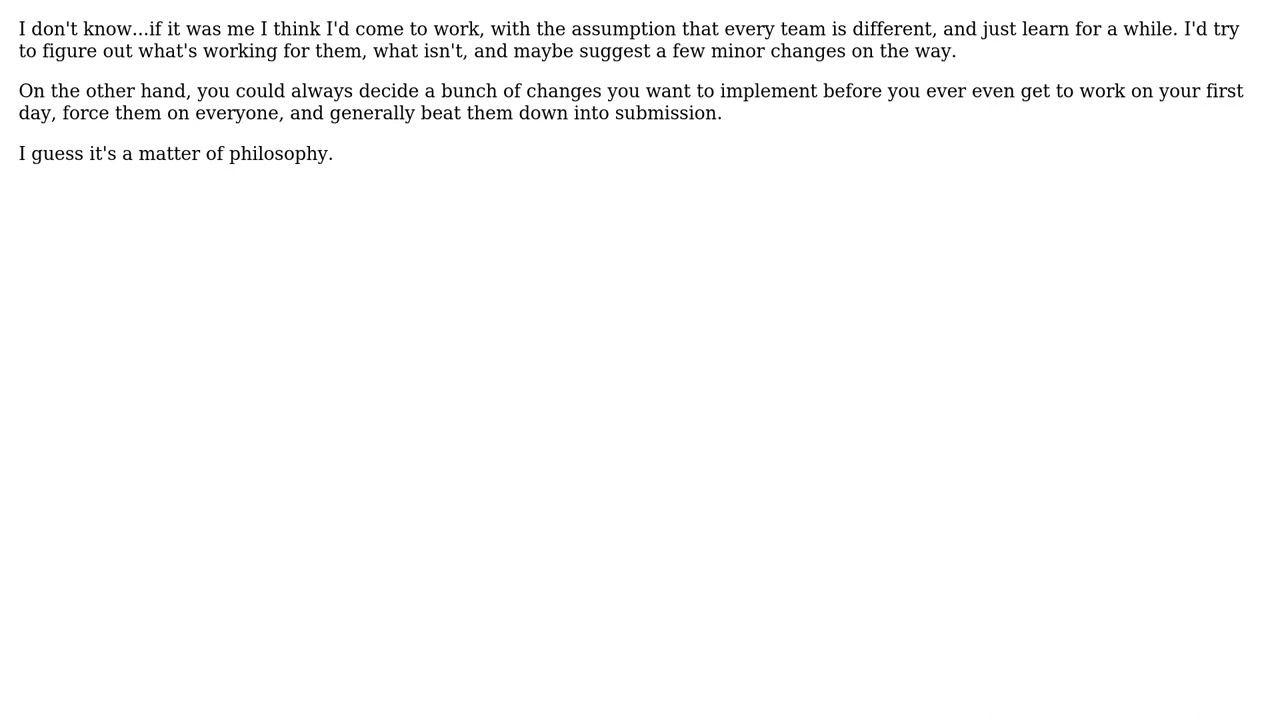 I don't know...if it was me I think I'd come to work, with the assumption that every team is different, and just learn for a while. I'd try
to figure out what's working for them, what isn't, and maybe suggest a few minor changes on the way.
On the other hand, you could always decide a bunch of changes you want to implement before you ever even get to work on your first
day, force them on everyone, and generally beat them down into submission.
I guess it's a matter of philosophy.